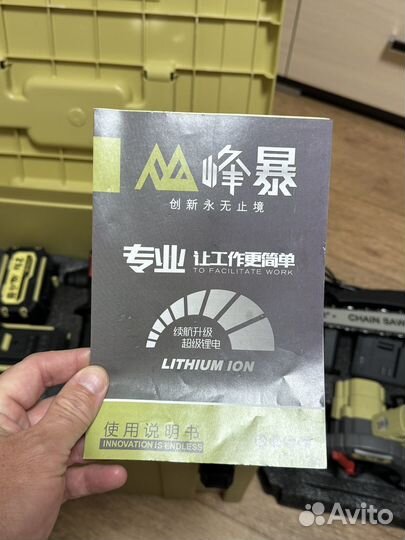 峰暴
创新永无止境
专业 让工作更简单
TO FACILITATE WORK
续航升级
超级锂电
LITHIUM ION
使用说明书
INNOVATION IS ENDLESS
CHAIN SAW
Avito